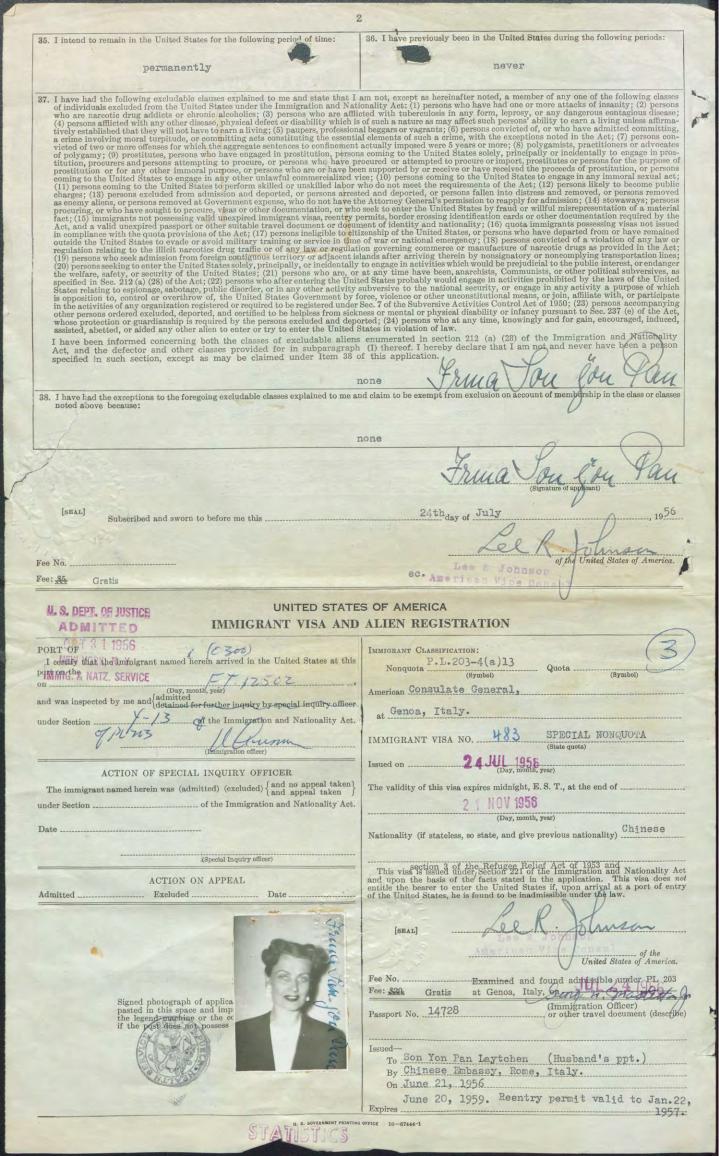 2
35. I intend to remain in the United States for the following period of time:
permanently
36. I have previously been in the United States during the following periods:
never
37. I have had the following excludable clauses explained to me and state that I am not, except as hereinafter noted, a member of any one of the following classes
of individuals excluded from the United States under the Immigration and Nationality Act: (1) persons who have had one or more attacks of insanity; (2) persons
who are narcotic drug addicts or chronic alcoholics; (3) persons who are afflicted with tuberculosis in any form, leprosy, or any dangerous contagious disease;
(4) persons afflicted with any other disease, physical defect or disability which is of such a nature as may affect such persons' ability to earn a living unless affirma-
tively established that they will not have to earn a living; (5) paupers, professional beggars or vagrants; (6) persons convicted of, or who have admitted committing,
a crime involving moral turpitude, or committing acts constituting the essential elements of such a crime, with the exceptions noted in the Act; (7) persons con-
victed of two or more offenses for which the aggregate sentences to confinement actually imposed were 5 years or more; (8) polygamists, practitioners or advocates
of polygamy; (9) prostitutes, persons who have engaged in prostitution, persons coming to the United States solely, principally or incidentally to engage in pros-
titution, procurers and persons attempting to procure, or persons who have procured or attempted to procure or import, prostitutes or persons for the purpose of
prostitution or for any other immoral purpose, or persons who are or have been supported by or receive or have received the proceeds of prostitution, or persons
coming to the United States to engage in any other unlawful commercialized vice; (10) persons coming to the United States to engage in any immoral sexual act;
(11) persons coming to the United States to perform skilled or unskilled labor who do not meet the requirements of the Act; (12) persons likely to become public
charges; (13) persons excluded from admission and deported, or persons arrested and deported, or persons fallen into distress and removed, or persons removed
as enemy aliens, or persons removed at Government expense, who do not have the Attorney General's permission to reapply for admission; (14) stowaways; persons
procuring, or who have sought to procure, visas or other documentation, or who seek to enter the United States by fraud or willful misrepresentation of a material
fact; (15) immigrants not possessing valid unexpired immigrant visas, reentry permits, border crossing identification cards or other documentation required by the
Act, and a valid unexpired passport or other suitable travel document or document of identity and nationality; (16) quota immigrants possessing visas not issued
in compliance with the quota provisions of the Act; (17) persons ineligible to citizenship of the United States, or persons who have departed from or have remained
outside the United States to evade or avoid military training or service in time of war or national emergency; (18) persons convicted of a violation of any law or
regulation relating to the illicit narcotic drug traffic or of any law or regulation governing commerce or manufacture of narcotic drugs as provided in the Act;
(19) persons who seek admission from foreign contiguous territory or adjacent islands after arriving therein by nonsignatory or noncomplying transportation lines;
(20) persons seeking to enter the United States solely, principally, or incidentally to engage in activities which would be prejudicial to the public interest, or endanger
the welfare, safety, or security of the United States; (21) persons who are, or at any time have been, anarchists, Communists, or other political subversives, as
specified in Sec. 212 (a) (28) of the Act; (22) persons who after entering the United States probably would engage in activities prohibited by the laws of the United
States relating to espionage, sabotage, public disorder, or in any other activity subversive to the national security, or engage in any activity a purpose of which
is opposition to, control or overthrow of, the United States Government by force, violence or other unconstitutional means, or join, affiliate with, or participate
in the activities of any organization registered or required to be registered under Sec. 7 of the Subversive Activities Control Act of 1950; (23) persons accompanying
other persons ordered excluded, deported, and certified to be helpless from sickness or mental or physical disability or infancy pursuant to Sec. 237 (e) of the Act,
whose protection or guardianship is required by the persons excluded and deported; (24) persons who at any time, knowingly and for gain, encouraged, induced,
assisted, abetted, or aided any other alien to enter or try to enter the United States in violation of law.
I have been informed concerning both the classes of excludable aliens enumerated in section 212 (a) (28) of the Immigration and Nationality
Act, and the defector and other classes provided for in subparagraph (I) thereof. I hereby declare that I am not and never have been a person
specified in such section, except as may be claimed under Item 38 of this application.
none
Irma Son Yon Pan
38. I have had the exceptions to the foregoing excludable classes explained to me and claim to be exempt from exclusion on account of membership in the class or classes
noted above because:
none
Irma Son Yon Pan
(Signature of applicant)
[SEAL]
Subscribed and sworn to before me this 24th day of July, 1956
Lee R. Johnson
of the United States of America.
Fee No.
Lee R Johnson
Fee: $5. Gratis
ec. American Vice Consul
UNITED STATES OF AMERICA
IMMIGRANT VISA AND ALIEN REGISTRATION
U. S. DEPT. OF JUSTICE
ADMITTED
OCT 31 1956
IMMIG. & NATZ. SERVICE
PORT OF (C300)
I certify that the immigrant named herein arrived in the United States at this
port on the
on F.T. 12502
(Day, month, year)
and was inspected by me and {admitted
{detained for further inquiry by special inquiry officer
under Section 4-13 of the Immigration and Nationality Act.
of PL 203
(Immigration officer)
ACTION OF SPECIAL INQUIRY OFFICER
The immigrant named herein was (admitted) (excluded) {and no appeal taken}
{and appeal taken}
under Section of the Immigration and Nationality Act.
Date
(Special Inquiry officer)
ACTION ON APPEAL
Admitted Excluded Date
Signed photograph of applica
pasted in this space and imp
the legend machine or the
if the post does not possess
IMMIGRANT CLASSIFICATION:
3
Nonquota P.L.203-4(a)13 Quota
(Symbol) (Symbol)
American Consulate General,
at Genoa, Italy.
IMMIGRANT VISA NO. 483 SPECIAL NONQUOTA
(State quota)
Issued on 24 JUL 1956
(Day, month, year)
The validity of this visa expires midnight, E. S. T., at the end of
21 NOV 1956
(Day, month, year)
Nationality (if stateless, so state, and give previous nationality) Chinese
section 3 of the Refugee Relief Act of 1953 and
This visa is issued under Section 221 of the Immigration and Nationality Act
and upon the basis of the facts stated in the application. This visa does not
entitle the bearer to enter the United States if, upon arrival at a port of entry
of the United States, he is found to be inadmissible under the law.
Lee R. Johnson
[SEAL]
Lee R Johnson
American Vice Consul
of the
United States of America.
Fee No. Examined and found admissible under PL 203
Fee: $20. Gratis at Genoa, Italy,
(Immigration Officer)
Passport No. 14728 or other travel document (describe)
Issued—
To Son Yon Pan Laytchen (Husband's ppt.)
By Chinese Embassy, Rome, Italy.
On June 21, 1956
June 20, 1959. Reentry permit valid to Jan.22,
Expires 1957.
U. S. GOVERNMENT PRINTING OFFICE 16—67444-1
STATISTICS